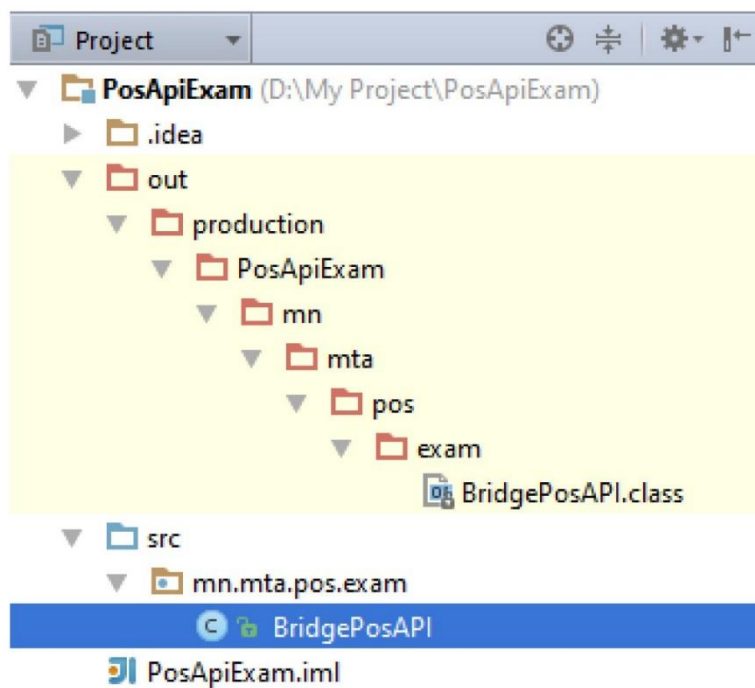 Project
PosApiExam (D:\My Project\PosApiExam)
.idea
out
production
PosApiExam
mn
mta
pos
exam
BridgePosAPI.class
src
mn.mta.pos.exam
BridgePosAPI
PosApiExam.iml